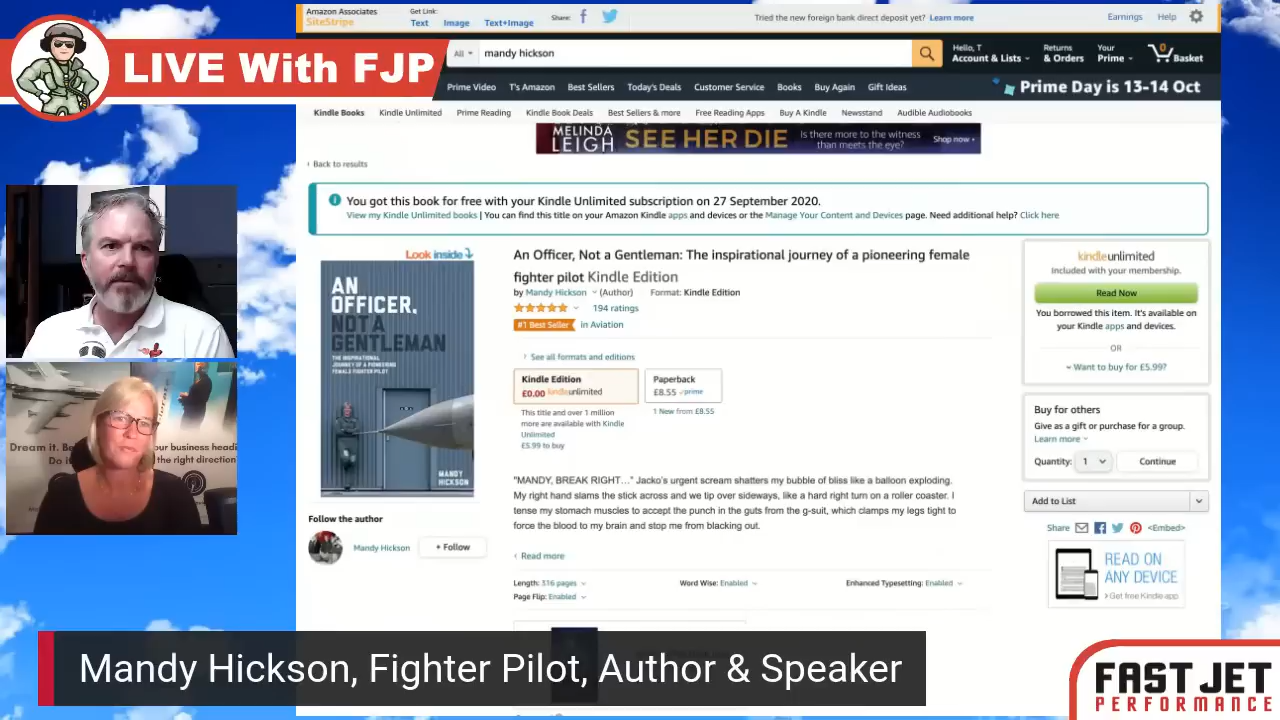 Amazon Associates
SiteStripe
Get Link:
Text
Image
Text+Image
Share:
Tried the new foreign bank direct deposit yet? Learn more
Earnings
Help
LIVE With FJP
All
mandy hickson
Hello, T
Account & Lists
Returns
& Orders
Your
Prime
0
Basket
Prime Video
T's Amazon
Best Sellers
Today's Deals
Customer Service
Books
Buy Again
Gift Ideas
Prime Day is 13-14 Oct
Kindle Books
Kindle Unlimited
Prime Reading
Kindle Book Deals
Best Sellers & more
Free Reading Apps
Buy A Kindle
Newsstand
Audible Audiobooks
MELINDA
LEIGH
SEE HER DIE
Is there more to the witness
than meets the eye?
Shop now
‹ Back to results
You got this book for free with your Kindle Unlimited subscription on 27 September 2020.
View my Kindle Unlimited books | You can find this title on your Amazon Kindle apps and devices or the Manage Your Content and Devices page. Need additional help? Click here
Look inside
AN
OFFICER,
NOT A
GENTLEMAN
THE INSPIRATIONAL
JOURNEY OF A PIONEERING
FEMALE FIGHTER PILOT
MANDY
HICKSON
An Officer, Not a Gentleman: The inspirational journey of a pioneering female
fighter pilot Kindle Edition
by Mandy Hickson (Author) Format: Kindle Edition
194 ratings
#1 Best Seller in Aviation
See all formats and editions
Kindle Edition
£0.00 kindleunlimited
Paperback
£8.55 prime
This title and over 1 million
more are available with Kindle
Unlimited
£5.99 to buy
1 New from £8.55
"MANDY, BREAK RIGHT…" Jacko's urgent scream shatters my bubble of bliss like a balloon exploding.
My right hand slams the stick across and we tip over sideways, like a hard right turn on a roller coaster. I
tense my stomach muscles to accept the punch in the guts from the g-suit, which clamps my legs tight to
force the blood to my brain and stop me from blacking out.
Read more
Length: 316 pages
Word Wise: Enabled
Enhanced Typesetting: Enabled
Page Flip: Enabled
kindleunlimited
Included with your membership.
Read Now
You borrowed this item. It's available on
your Kindle apps and devices.
OR
Want to buy for £5.99?
Buy for others
Give as a gift or purchase for a group.
Learn more
Quantity: 1
Continue
Add to List
Share
<Embed>
READ ON
ANY DEVICE
> Get free Kindle app
Follow the author
Mandy Hickson
+ Follow
Dream it. Be
Do i
our business headi
the right direction
Mandy Hickson, Fighter Pilot, Author & Speaker
FAST JET
PERFORMANCE